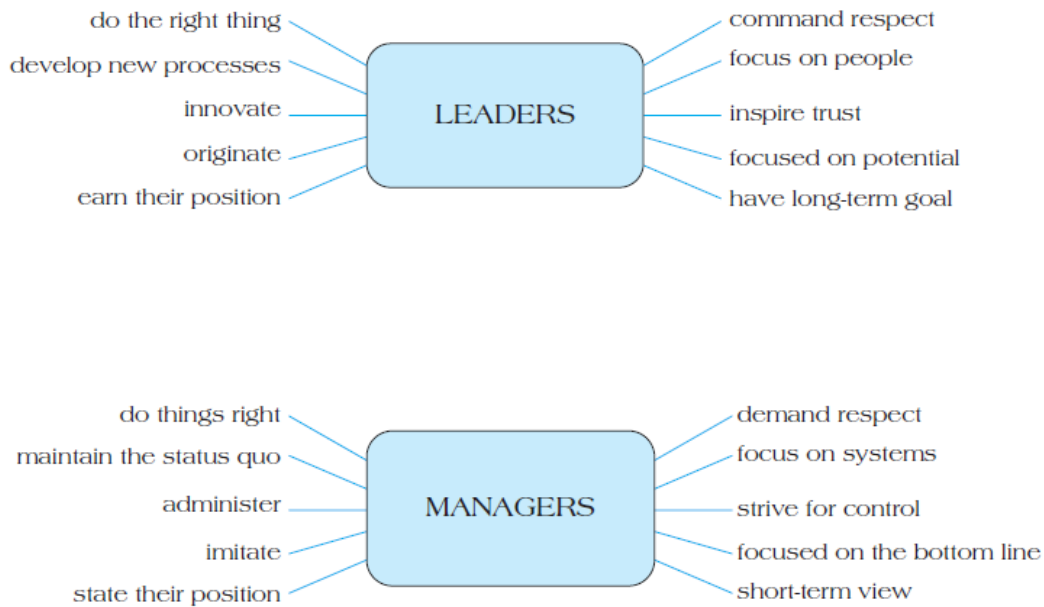 do the right thing
develop new processes
innovate
originate
earn their position
LEADERS
command respect
focus on people
inspire trust
focused on potential
have long-term goal
do things right
maintain the status quo
administer
imitate
state their position
MANAGERS
demand respect
focus on systems
strive for control
focused on the bottom line
short-term view